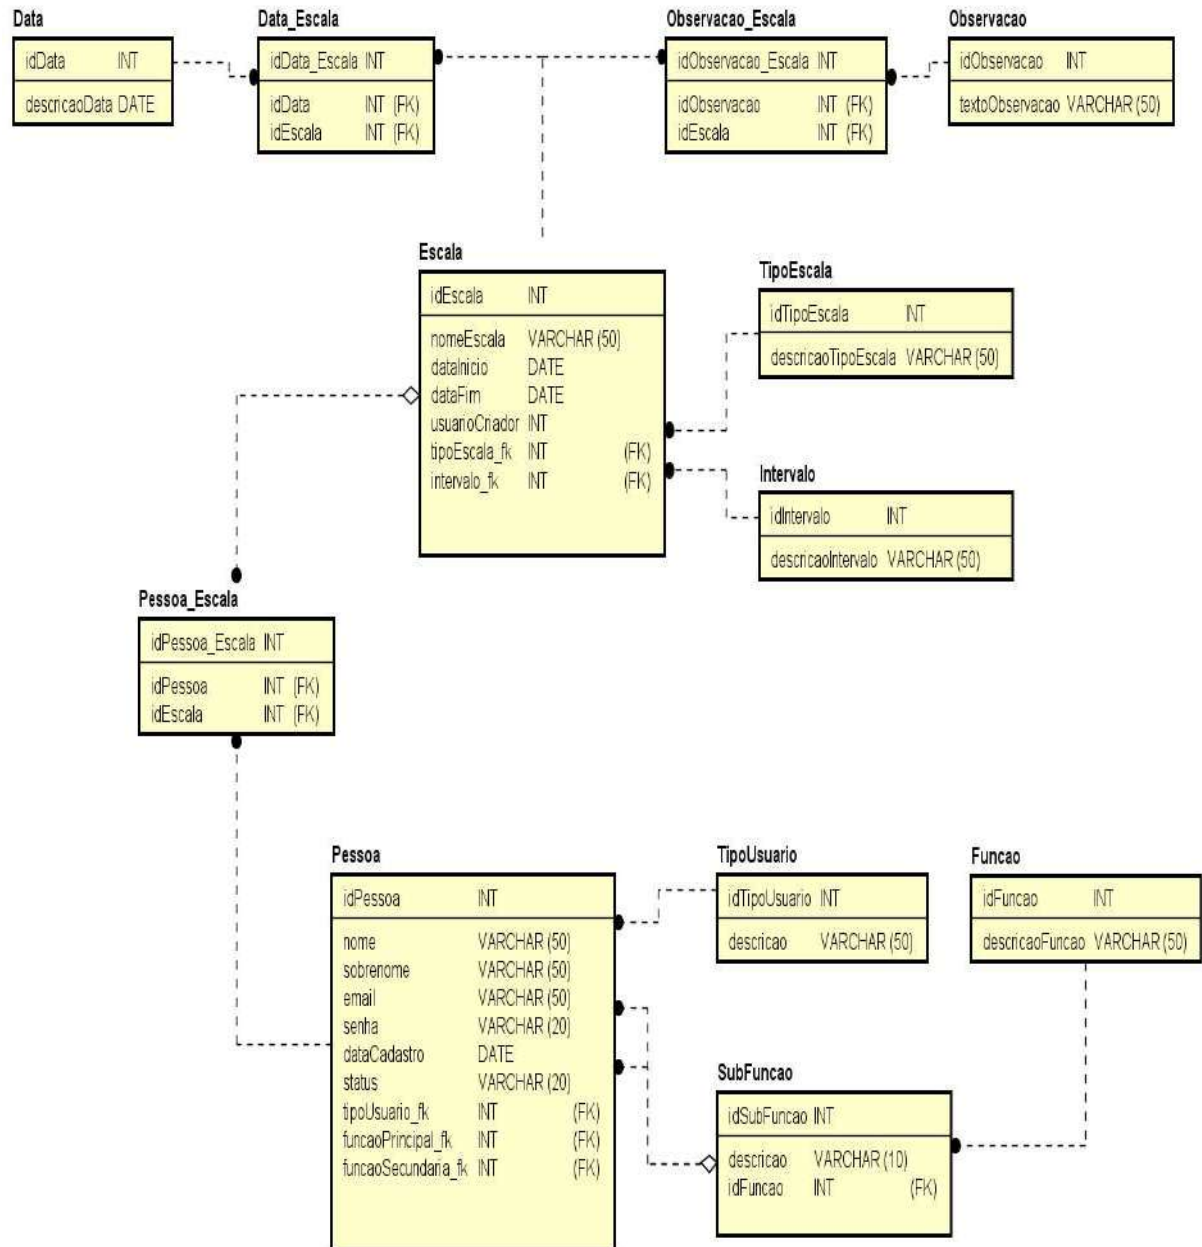 Data
idData INT
descricaoData DATE
Data_Escala
idData_Escala INT
idData INT (FK)
idEscala INT (FK)
Observacao_Escala
idObservacao_Escala INT
idObservacao INT (FK)
idEscala INT (FK)
Observacao
idObservacao INT
textoObservacao VARCHAR (50)
Escala
idEscala INT
nomeEscala VARCHAR (50)
dataInicio DATE
dataFim DATE
usuarioCriador INT
tipoEscala_fk INT (FK)
intervalo_fk INT (FK)
TipoEscala
idTipoEscala INT
descricaoTipoEscala VARCHAR (50)
Intervalo
idIntervalo INT
descricaoIntervalo VARCHAR (50)
Pessoa_Escala
idPessoa_Escala INT
idPessoa INT (FK)
idEscala INT (FK)
Pessoa
idPessoa INT
nome VARCHAR (50)
sobrenome VARCHAR (50)
email VARCHAR (50)
senha VARCHAR (20)
dataCadastro DATE
status VARCHAR (20)
tipoUsuario_fk INT (FK)
funcaoPrincipal_fk INT (FK)
funcaoSecundaria_fk INT (FK)
TipoUsuario
idTipoUsuario INT
descricao VARCHAR (50)
Funcao
idFuncao INT
descricaoFuncao VARCHAR (50)
SubFuncao
idSubFuncao INT
descricao VARCHAR (10)
idFuncao INT (FK)